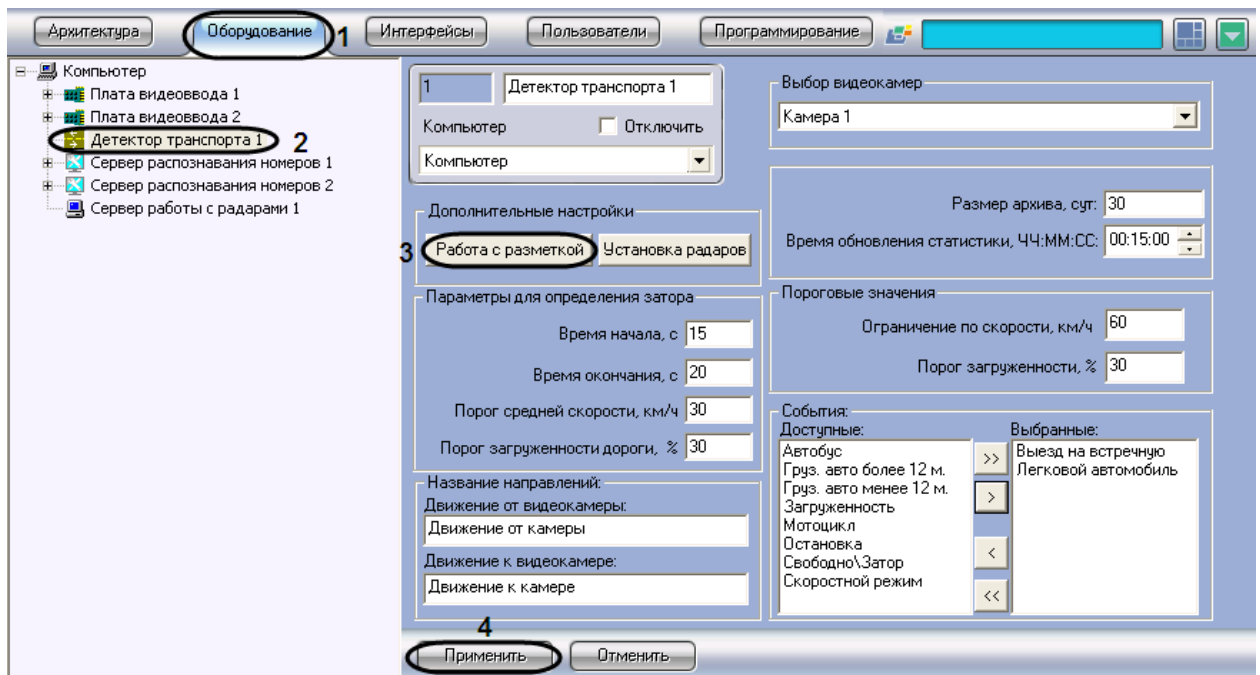 Архитектура
Оборудование
1
Интерфейсы
Пользователи
Программирование
Компьютер
Плата видеоввода 1
Плата видеоввода 2
Детектор транспорта 1
2
Сервер распознавания номеров 1
Сервер распознавания номеров 2
Сервер работы с радарами 1
1
Детектор транспорта 1
Компьютер
Отключить
Компьютер
Дополнительные настройки
3
Работа с разметкой
Установка радаров
Параметры для определения затора
Время начала, с 15
Время окончания, с 20
Порог средней скорости, км/ч 30
Порог загруженности дороги, % 30
Название направлений:
Движение от видеокамеры:
Движение от камеры
Движение к видеокамере:
Движение к камере
Выбор видеокамер
Камера 1
Размер архива, сут: 30
Время обновления статистики, ЧЧ:ММ:СС: 00:15:00
Пороговые значения
Ограничение по скорости, км/ч 60
Порог загруженности, % 30
События:
Доступные:
Автобус
Груз. авто более 12 м.
Груз. авто менее 12 м.
Загруженность
Мотоцикл
Остановка
Свободно\Затор
Скоростной режим
>>
>
<
<<
Выбранные:
Выезд на встречную
Легковой автомобиль
4
Применить
Отменить